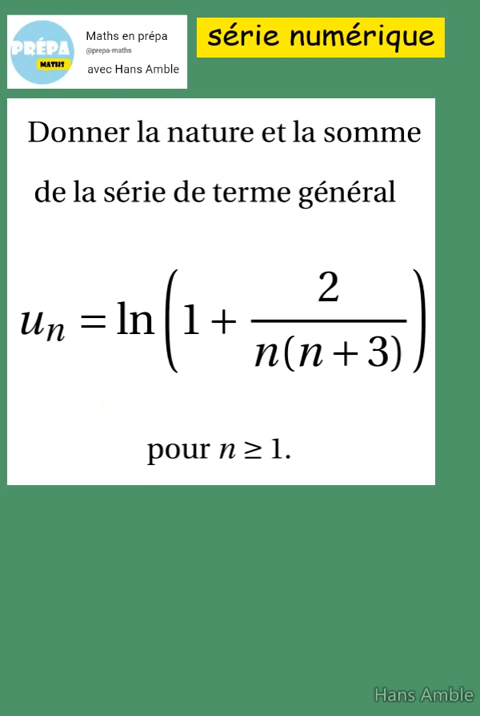 PRÉPA
MATHS
Maths en prépa
@prepa-maths
avec Hans Amble
série numérique
Donner la nature et la somme
de la série de terme général
uₙ = ln(1 + 2/(n(n+3)))
pour n ≥ 1.
Hans Amble